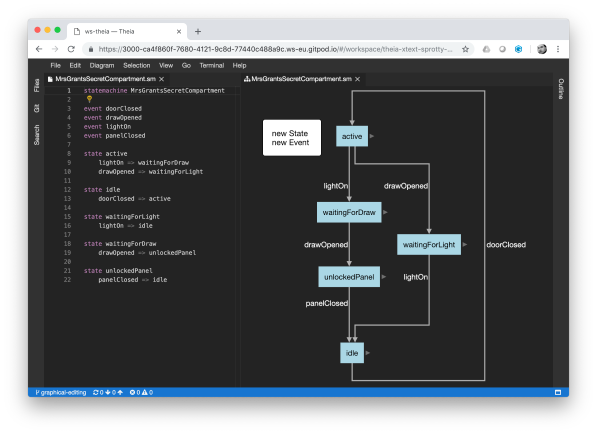 ws-theia — Theia
https://3000-ca4f860f-7680-4121-9c8d-77440c488a9c.ws-eu.gitpod.io/#/workspace/theia-xtext-sprotty-...
File Edit Diagram Selection View Go Terminal Help
Files
Git
Search
MrsGrantsSecretCompartment.sm
1 statemachine MrsGrantsSecretCompartment
2
3 event doorClosed
4 event drawOpened
5 event lightOn
6 event panelClosed
7
8 state active
9 lightOn => waitingForDraw
10 drawOpened => waitingForLight
11
12 state idle
13 doorClosed => active
14
15 state waitingForLight
16 lightOn => idle
17
18 state waitingForDraw
19 drawOpened => unlockedPanel
20
21 state unlockedPanel
22 panelClosed => idle
MrsGrantsSecretCompartment.sm
Outline
new State
new Event
active
lightOn
drawOpened
waitingForDraw
drawOpened
waitingForLight
doorClosed
unlockedPanel
lightOn
panelClosed
idle
graphical-editing 0 0 0 0